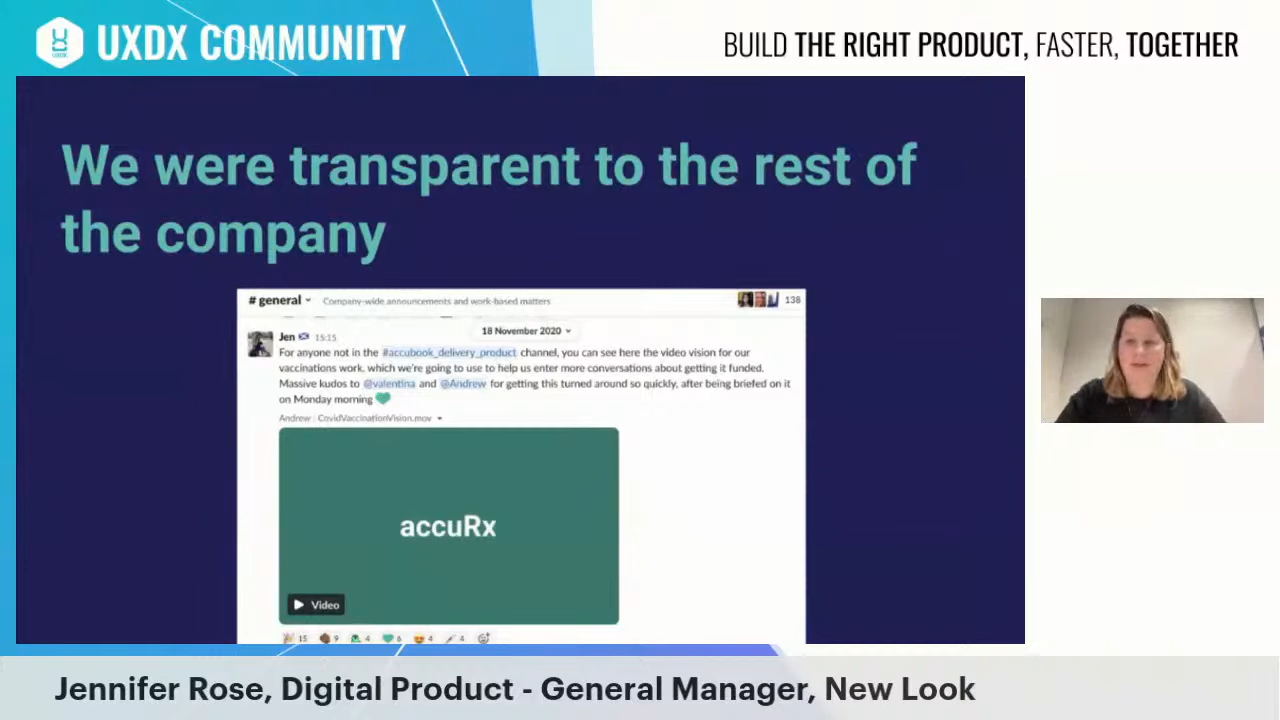 UXDX COMMUNITY
BUILD THE RIGHT PRODUCT, FASTER, TOGETHER
We were transparent to the rest of
the company
# general
Company-wide announcements and work-based matters
138
18 November 2020
Jen 15:15
For anyone not in the #accubook_delivery_product channel, you can see here the video vision for our
vaccinations work, which we're going to use to help us enter more conversations about getting it funded.
Massive kudos to @valentina and @Andrew for getting this turned around so quickly, after being briefed on it
on Monday morning
Andrew : CovidVaccinationVision.mov
accuRx
Video
15 9 4 6 4 4
Jennifer Rose, Digital Product - General Manager, New Look